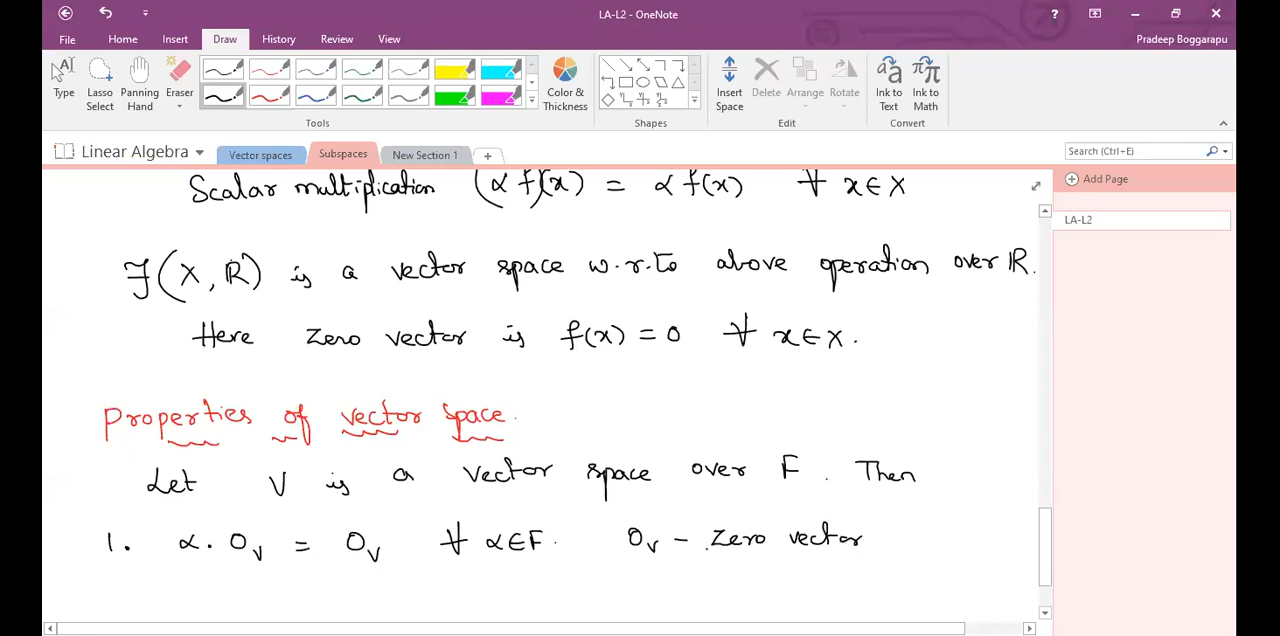 LA-L2 - OneNote
File Home Insert Draw History Review View
Pradeep Boggarapu
Type Lasso Select Panning Hand Eraser
Color & Thickness
Insert Space Delete Arrange Rotate
Ink to Text Ink to Math
Tools Shapes Edit Convert
Linear Algebra Vector spaces Subspaces New Section 1
Search (Ctrl+E)
Add Page
LA-L2
Scalar multiplication (α f)(x) = α f(x) ∀ x∈X
F(X, R) is a vector space w.r.to above operation over R.
Here zero vector is f(x) = 0 ∀ x∈X.
Properties of vector space.
Let V is a vector space over F. Then
1. α. 0_V = 0_V ∀ α∈F. 0_V - zero vector